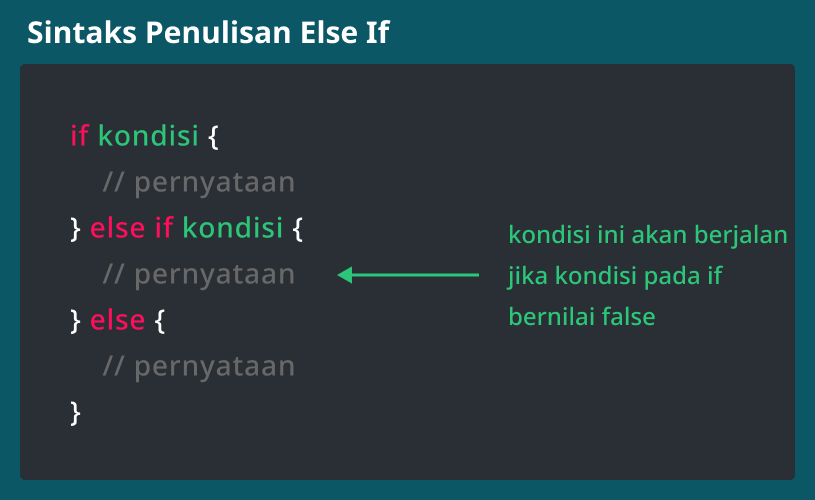 Sintaks Penulisan Else If
if kondisi {
// pernyataan
} else if kondisi {
// pernyataan
} else {
// pernyataan
}
kondisi ini akan berjalan
jika kondisi pada if
bernilai false